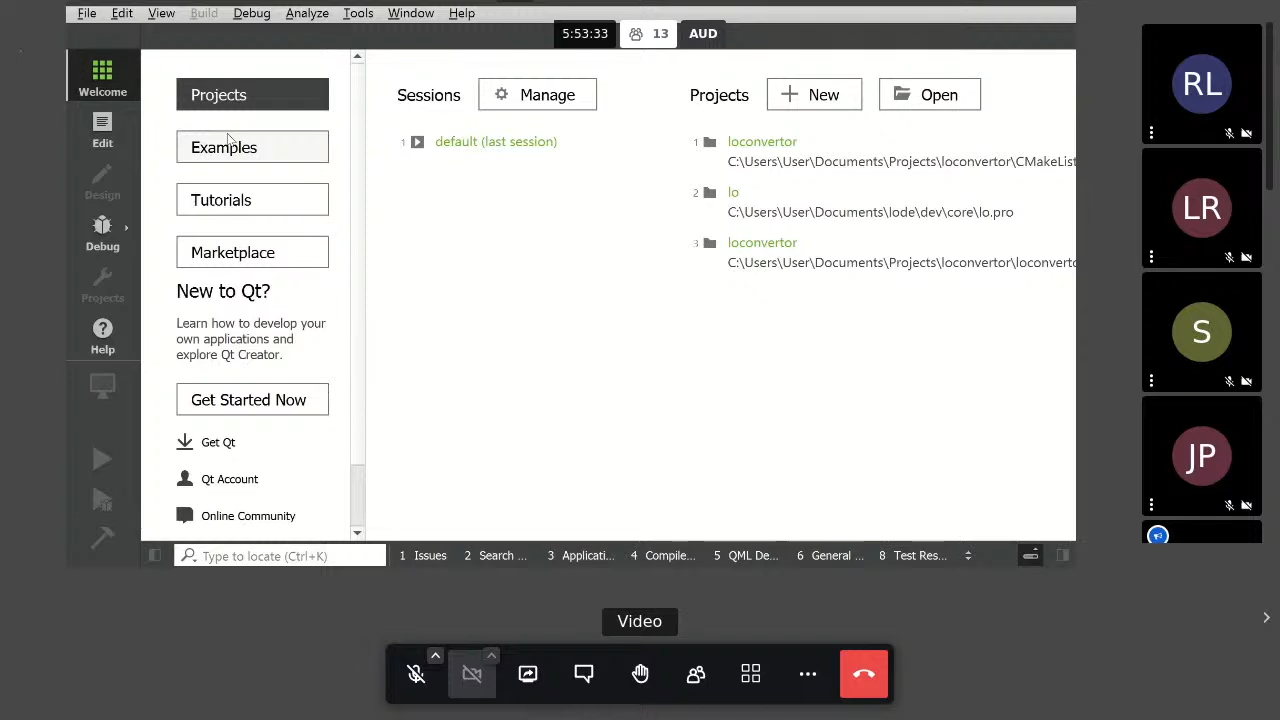 File Edit View Build Debug Analyze Tools Window Help
5:53:33 13 AUD
Welcome
Edit
Design
Debug
Projects
Help
Projects
Examples
Tutorials
Marketplace
New to Qt?
Learn how to develop your
own applications and
explore Qt Creator.
Get Started Now
Get Qt
Qt Account
Online Community
Sessions Manage
1 default (last session)
Projects New Open
1 loconvertor
C:\Users\User\Documents\Projects\loconvertor\CMakeList
2 lo
C:\Users\User\Documents\lode\dev\core\lo.pro
3 loconvertor
C:\Users\User\Documents\Projects\loconvertor\loconverto
Type to locate (Ctrl+K) 1 Issues 2 Search ... 3 Applicati... 4 Compile... 5 QML De... 6 General ... 8 Test Res...
RL
LR
S
JP
Video